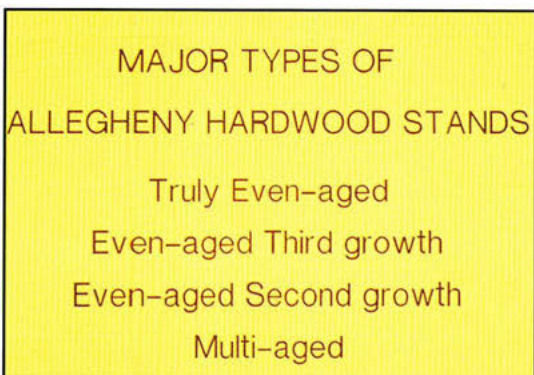 MAJOR TYPES OF
ALLEGHENY HARDWOOD STANDS
Truly Even-aged
Even-aged Third growth
Even-aged Second growth
Multi-aged